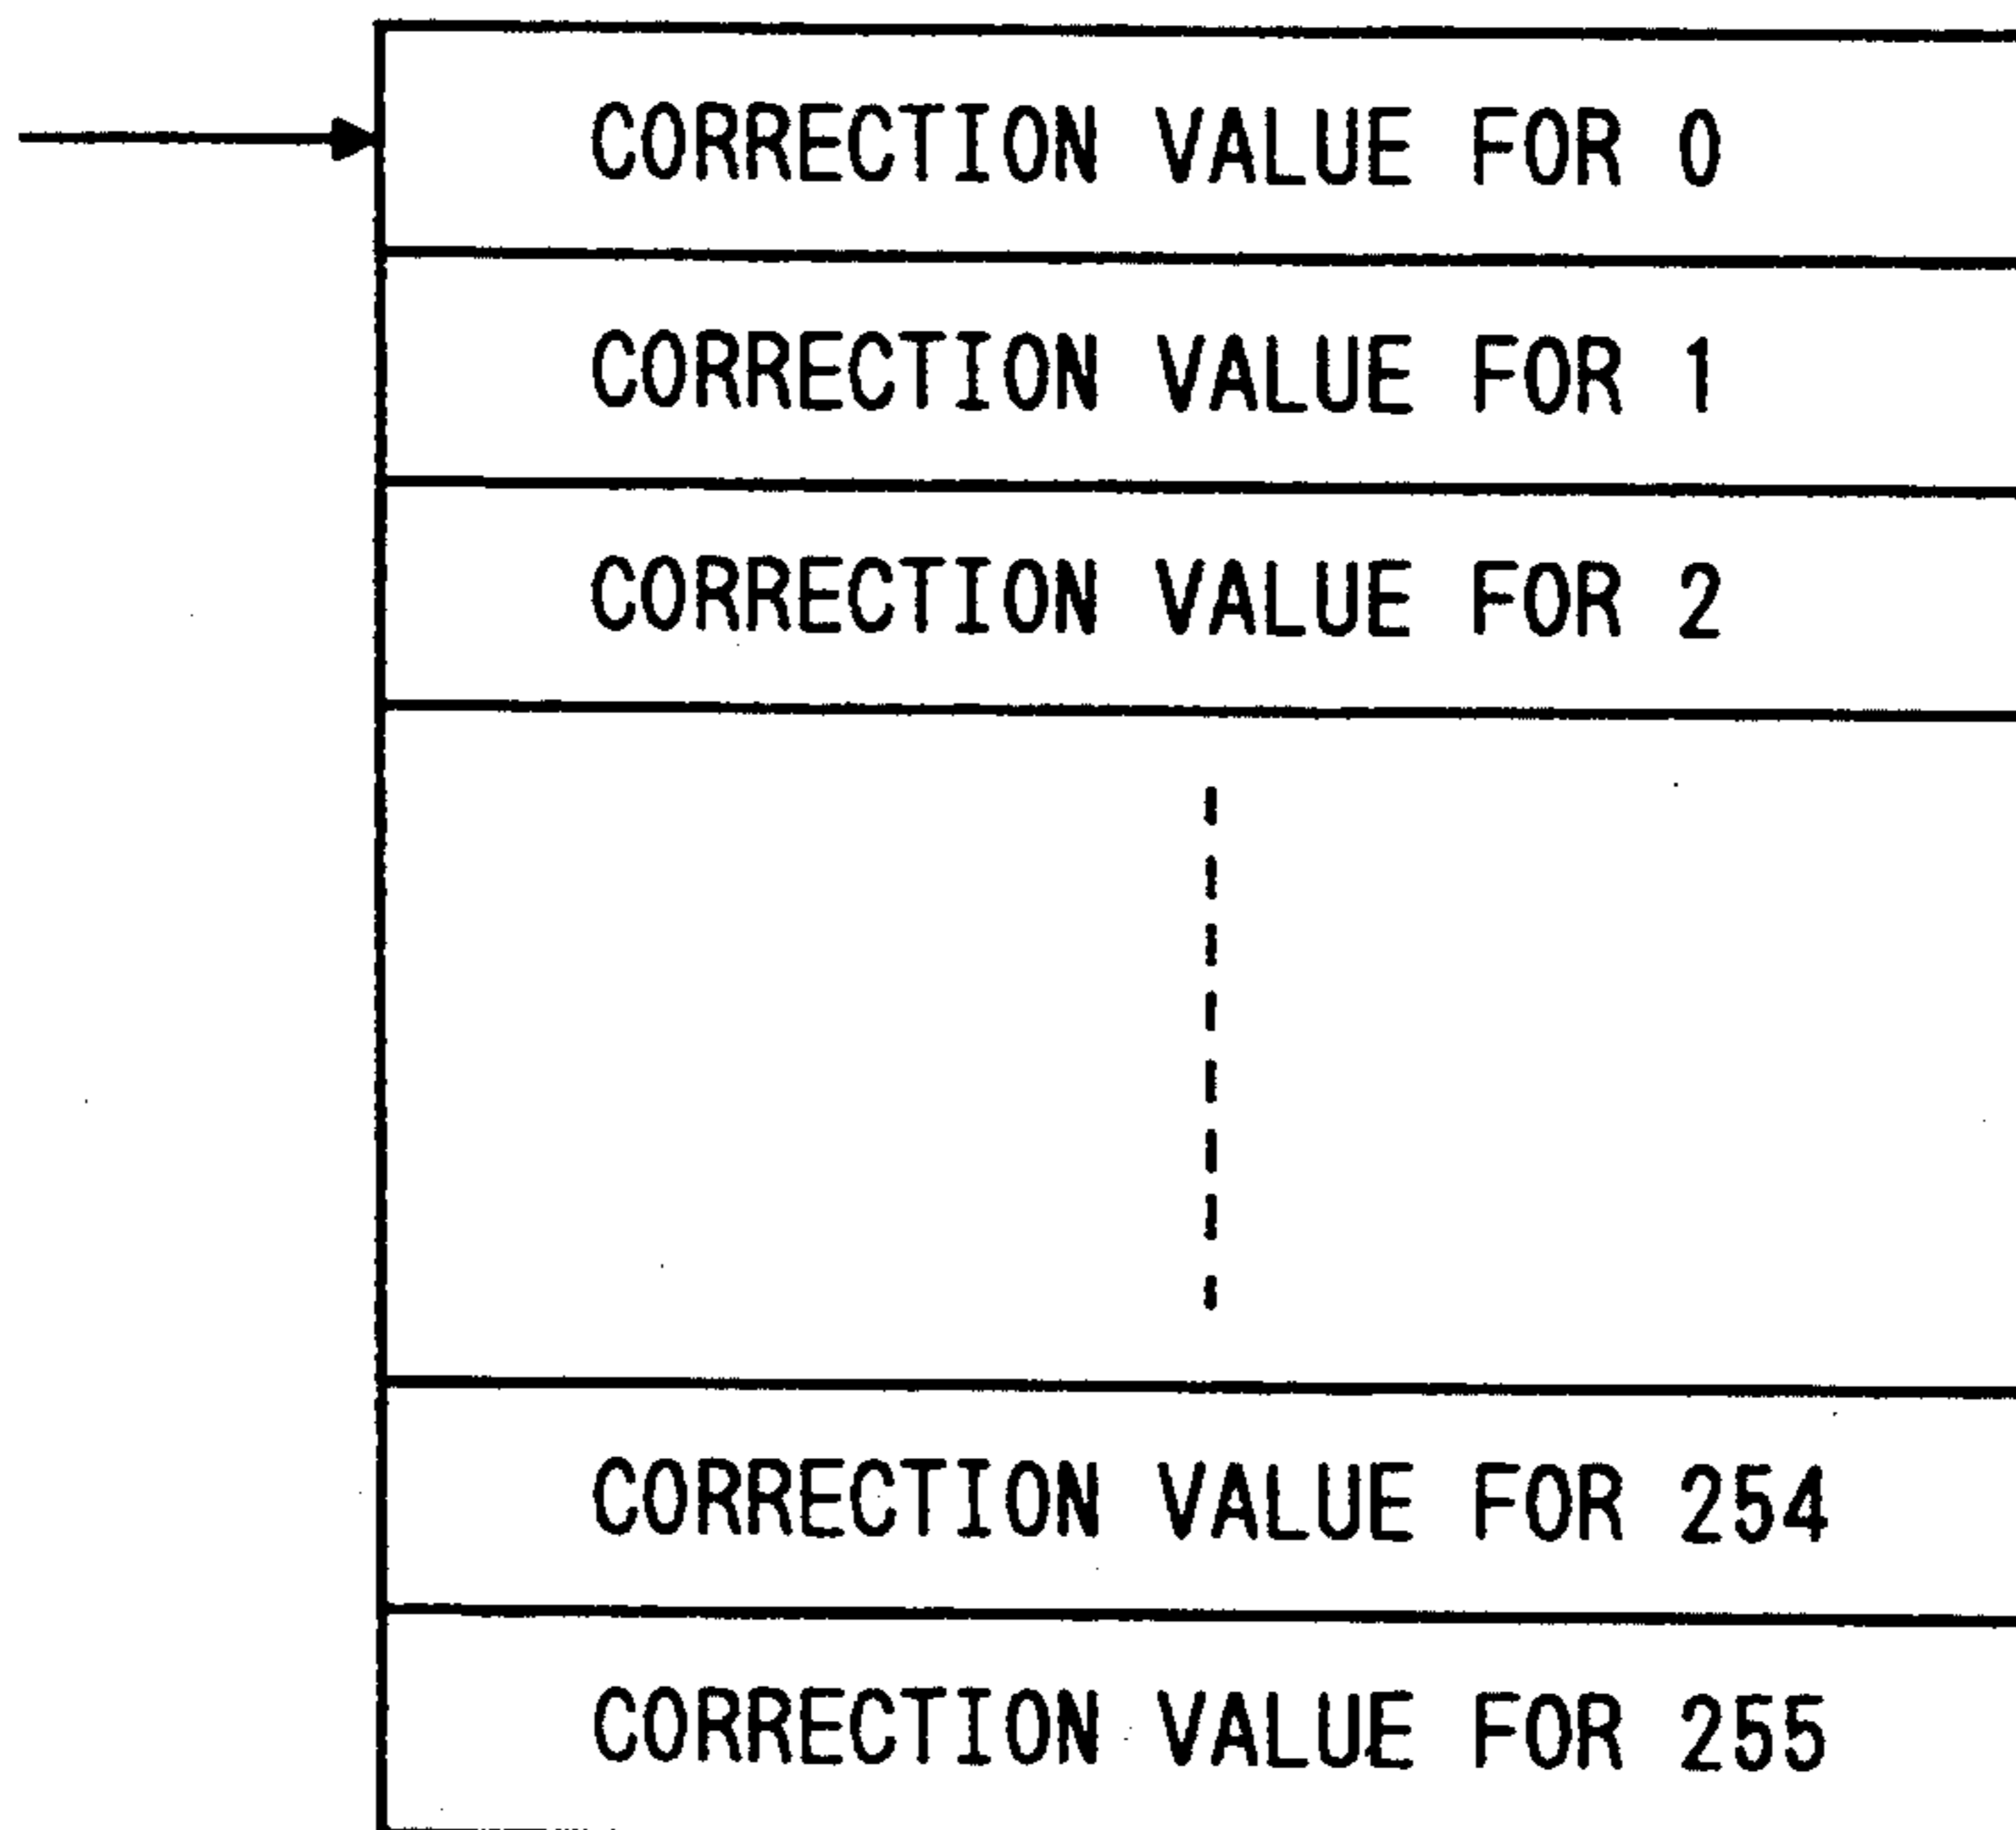 CORRECTION VALUE FOR 0
CORRECTION VALUE FOR 1
CORRECTION VALUE FOR 2
CORRECTION VALUE FOR 254
CORRECTION VALUE FOR 255